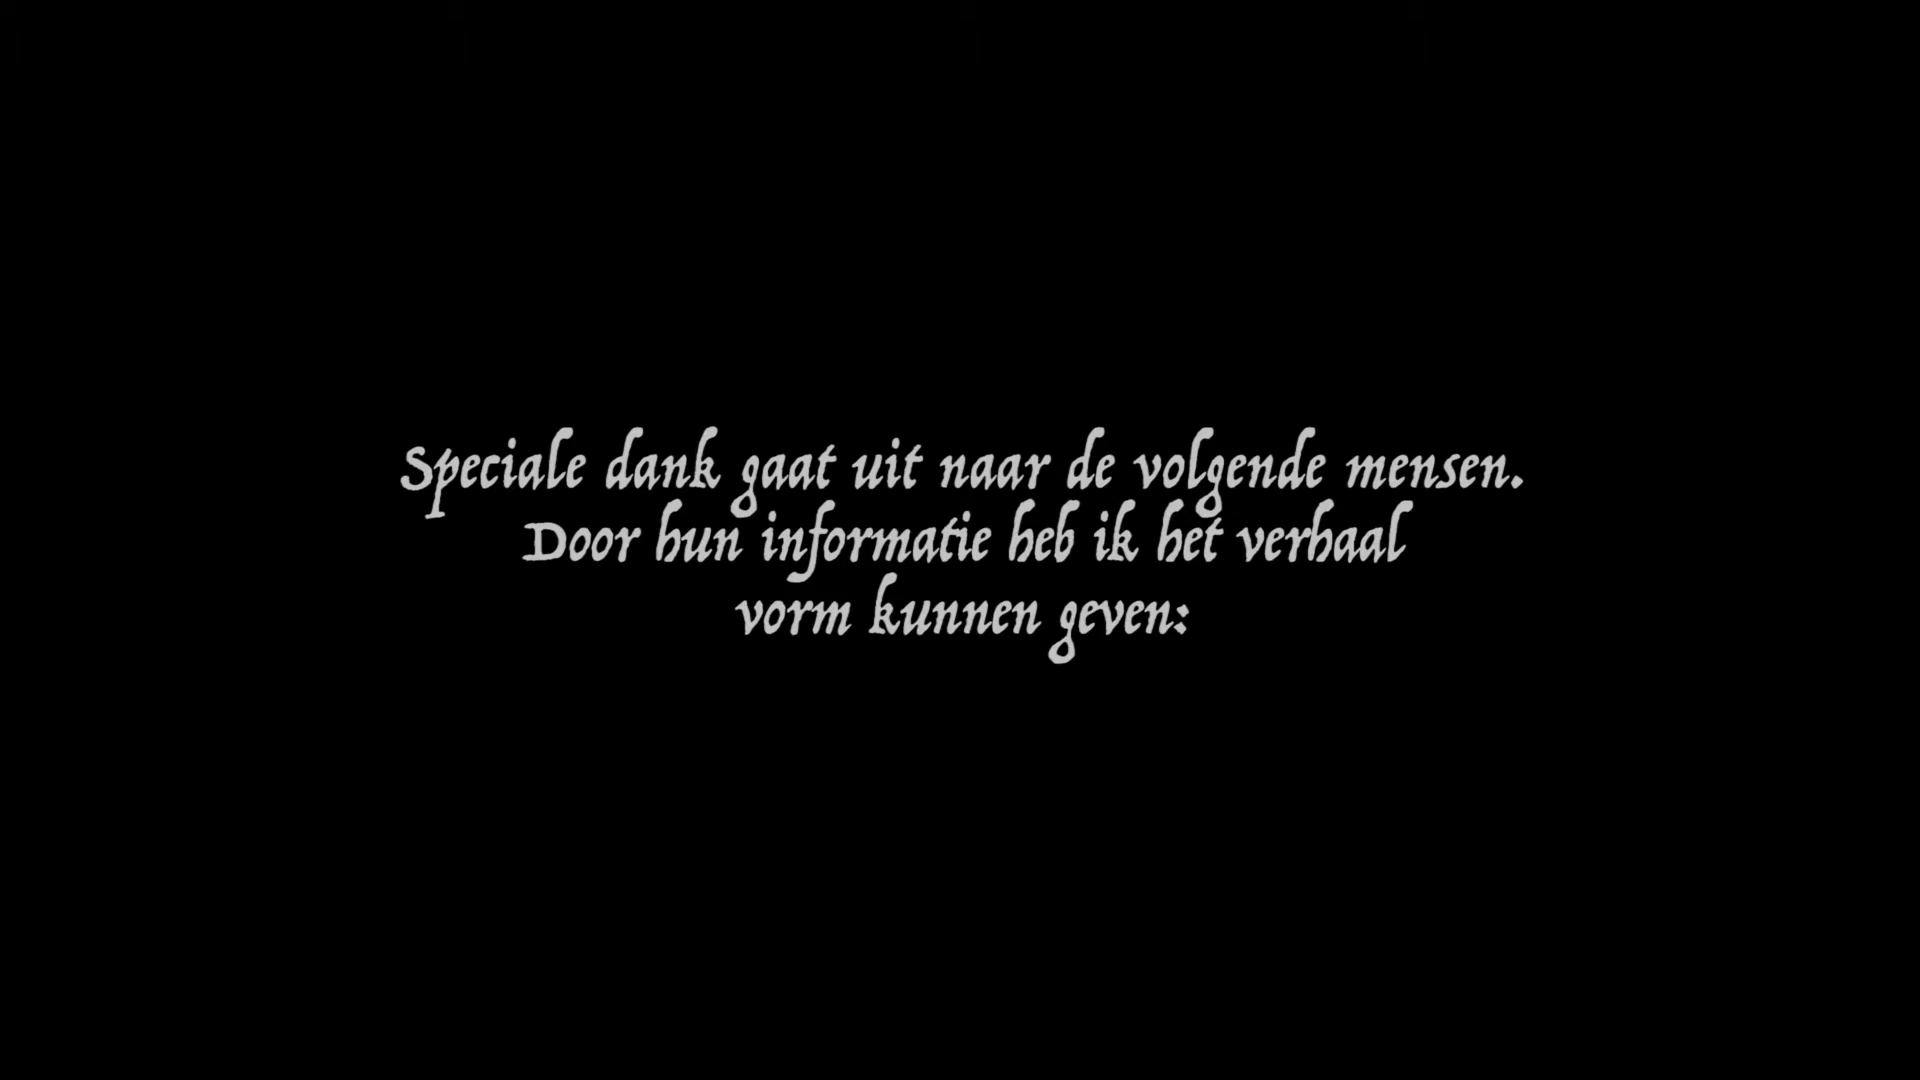 Speciale dank gaat uit naar de volgende mensen.
Door hun informatie heb ik het verhaal
vorm kunnen geven: